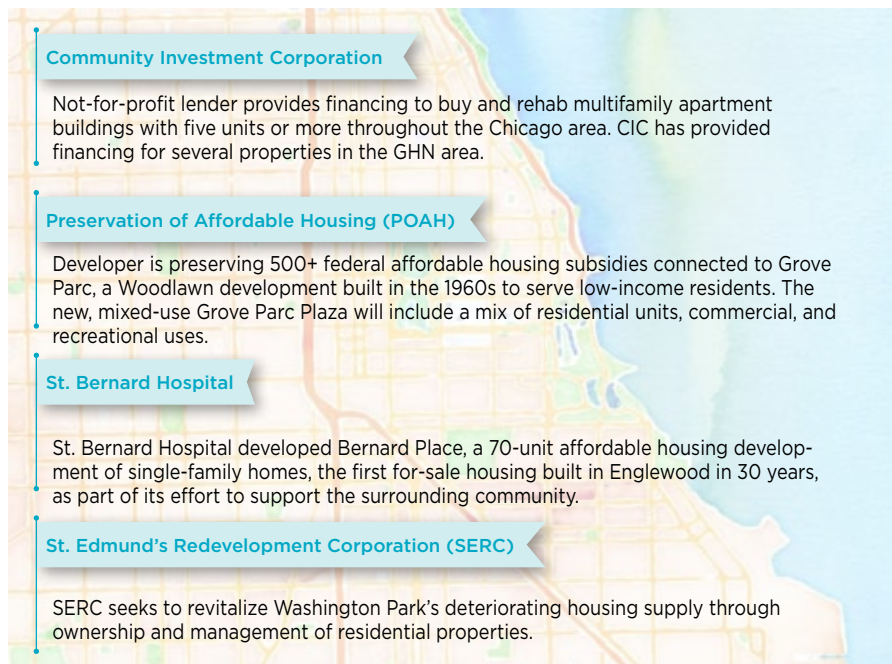 Community Investment Corporation
Not-for-profit lender provides financing to buy and rehab multifamily apartment
buildings with five units or more throughout the Chicago area. CIC has provided
financing for several properties in the GHN area.
Preservation of Affordable Housing (POAH)
Developer is preserving 500+ federal affordable housing subsidies connected to Grove
Parc, a Woodlawn development built in the 1960s to serve low-income residents. The
new, mixed-use Grove Parc Plaza will include a mix of residential units, commercial, and
recreational uses.
St. Bernard Hospital
St. Bernard Hospital developed Bernard Place, a 70-unit affordable housing develop-
ment of single-family homes, the first for-sale housing built in Englewood in 30 years,
as part of its effort to support the surrounding community.
St. Edmund’s Redevelopment Corporation (SERC)
SERC seeks to revitalize Washington Park’s deteriorating housing supply through
ownership and management of residential properties.